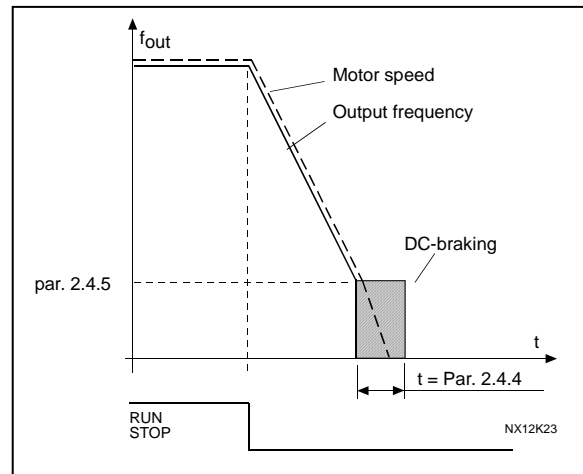 fout
Motor speed
Output frequency
DC-braking
par. 2.4.5
t
t = Par. 2.4.4
RUN
STOP
NX12K23